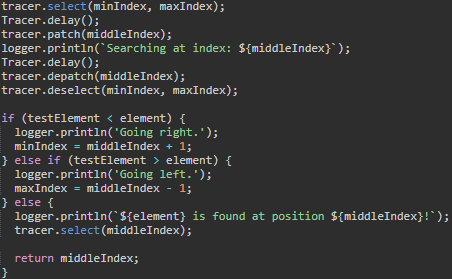 tracer.select(minIndex, maxIndex);
Tracer.delay();
tracer.patch(middleIndex);
logger.println(`Searching at index: ${middleIndex}`);
Tracer.delay();
tracer.depatch(middleIndex);
tracer.deselect(minIndex, maxIndex);

if (testElement < element) {
  logger.println('Going right.');
  minIndex = middleIndex + 1;
} else if (testElement > element) {
  logger.println('Going left.');
  maxIndex = middleIndex - 1;
} else {
  logger.println(`${element} is found at position ${middleIndex}!`);
  tracer.select(middleIndex);

  return middleIndex;
}